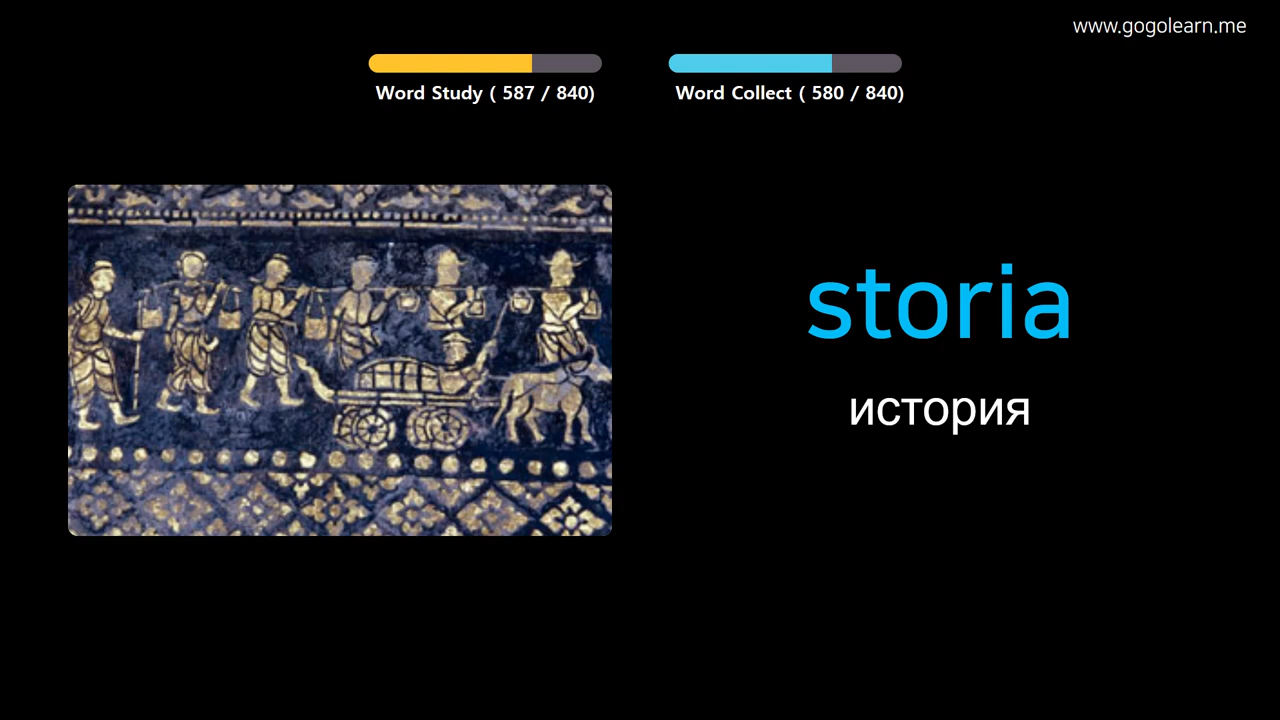 www.gogolearn.me
Word Study ( 587 / 840)
Word Collect ( 580 / 840)
storia
история